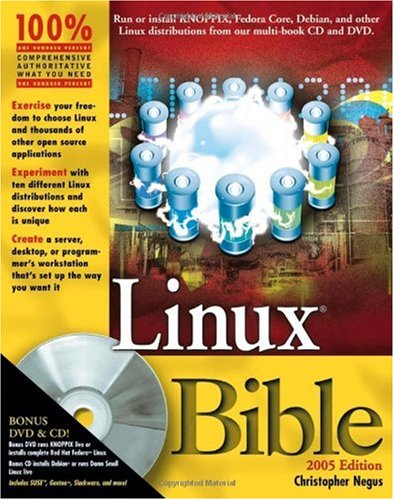 Run or install KNOPPIX, Fedora Core, Debian, and other
Linux distributions from our multi-book CD and DVD.
100%
ONE HUNDRED PERCENT
COMPREHENSIVE
AUTHORITATIVE
WHAT YOU NEED
ONE HUNDRED PERCENT
Exercise your free-
dom to choose Linux
and thousands of
other open source
applications
Experiment with
ten different Linux
distributions and
discover how each
is unique
Create a server,
desktop, or program-
mer's workstation
that's set up the way
you want it
Linux®
Bible
2005 Edition
Christopher Negus
BONUS
DVD & CD!
Bonus DVD runs KNOPPIX live or
installs complete Red Hat Fedora™ Linux
Bonus CD installs Debian® or runs Damn Small
Linux live
Includes SUSE™, Gentoo™, Slackware, and more!